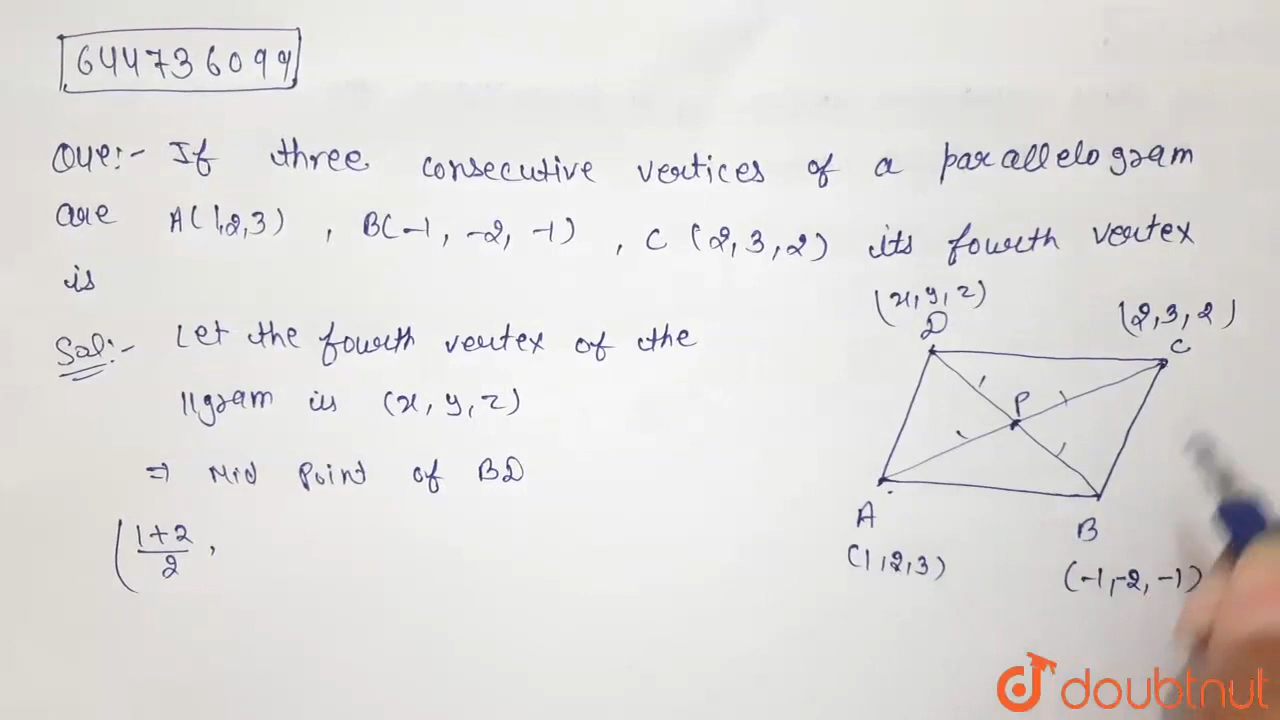 6447736099
Que:- If three consecutive vertices of a parallelogram
are A(1,2,3) , B(-1, -2, -1) , C (2,3,2) its fourth vertex
is
(x,y,z)
D
(2,3,2)
C
Sol:- Let the fourth vertex of the
llgram is (x, y, z)
P
⇒ Mid Point of BD
A
B
(1+2/2 ,
(1,2,3)
(-1,-2,-1)
doubtnut